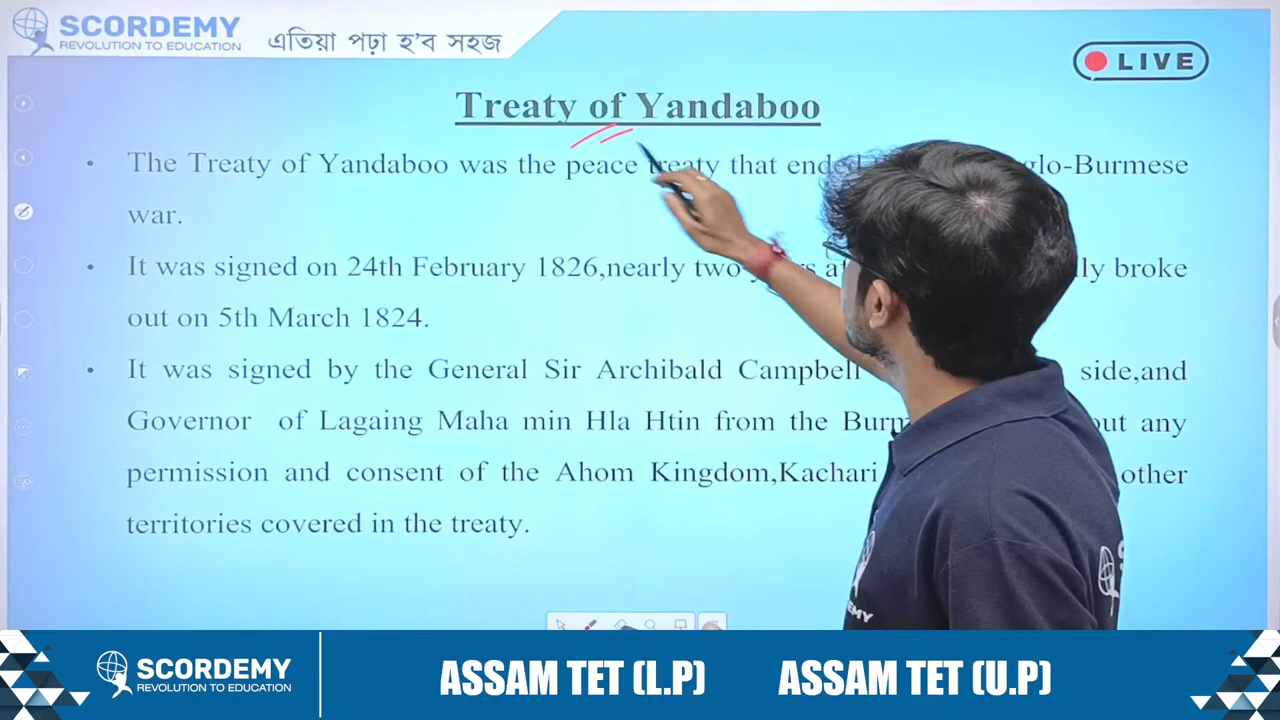 SCORDEMY
REVOLUTION TO EDUCATION
এতিয়া পঢ়া হ'ব সহজ
LIVE
Treaty of Yandaboo
• The Treaty of Yandaboo was the peace treaty that ended glo-Burmese
war.
• It was signed on 24th February 1826,nearly two lly broke
out on 5th March 1824.
• It was signed by the General Sir Archibald Campbell side,and
Governor of Lagaing Maha min Hla Htin from the Burm out any
permission and consent of the Ahom Kingdom,Kachari other
territories covered in the treaty.
SCORDEMY
REVOLUTION TO EDUCATION
ASSAM TET (L.P) ASSAM TET (U.P)